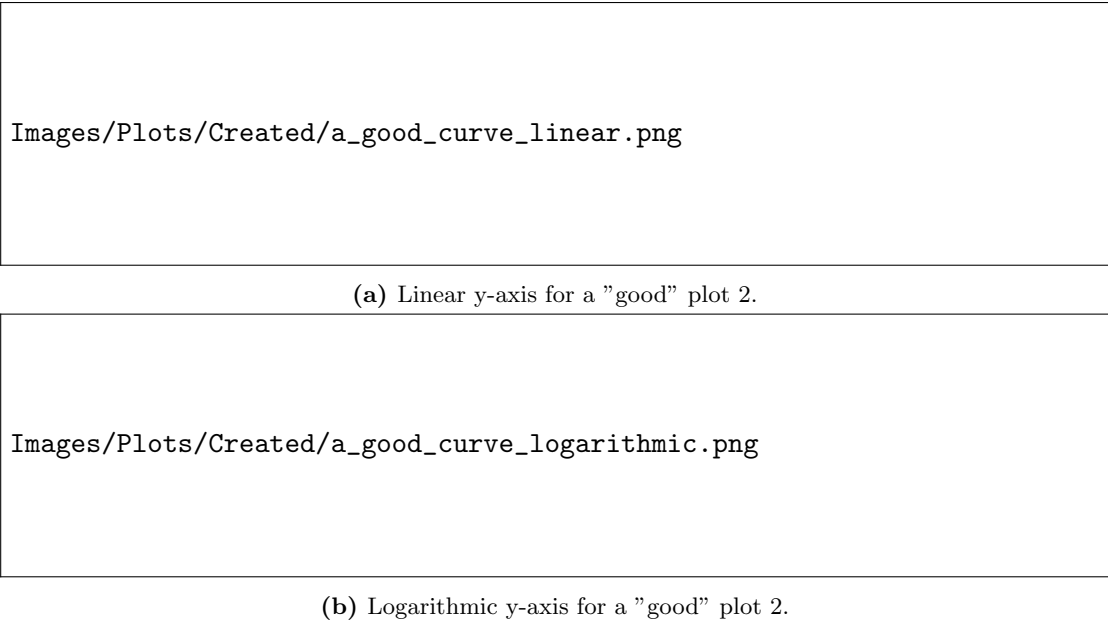 Images/Plots/Created/a_good_curve_linear.png
(a) Linear y-axis for a ”good” plot 2.
Images/Plots/Created/a_good_curve_logarithmic.png
(b) Logarithmic y-axis for a ”good” plot 2.